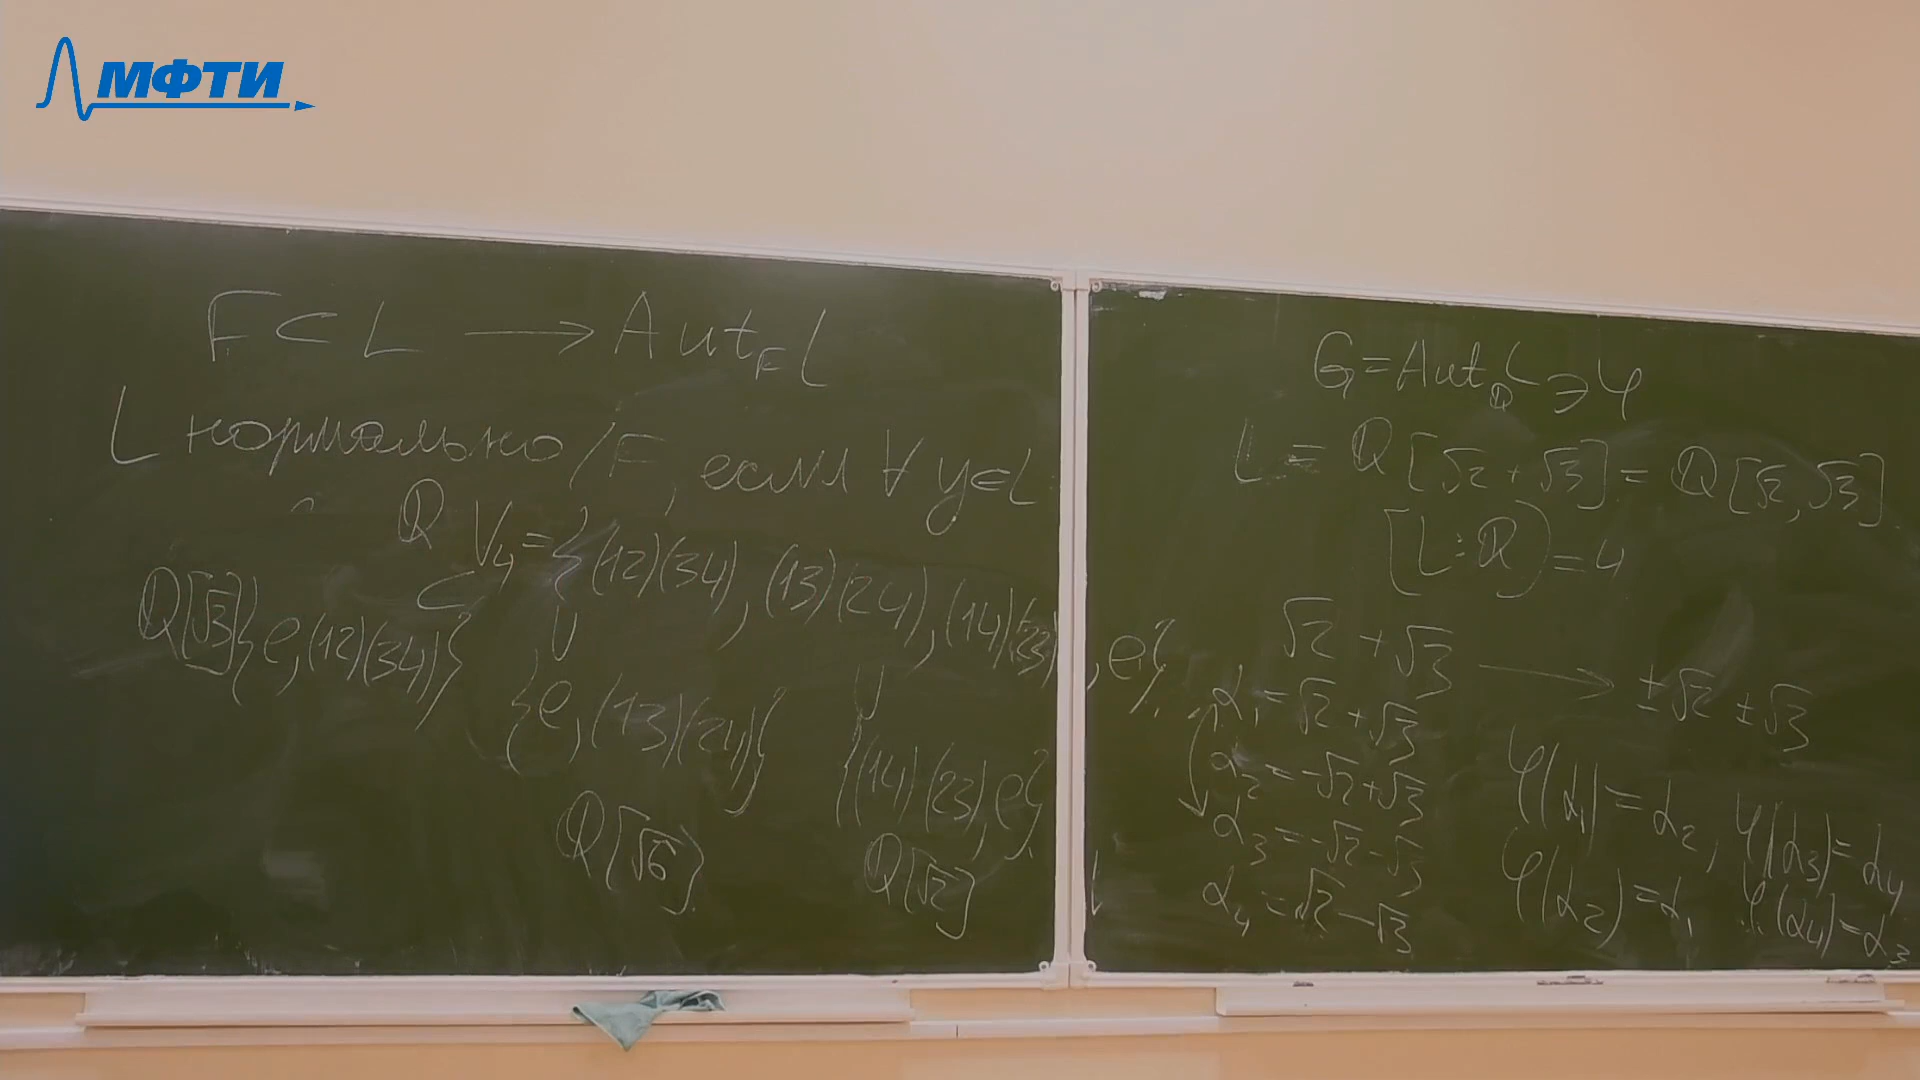 МФТИ
F ⊂ L ⟶ Aut_F L
L нормально / F, если ∀ y ∈ L
Q V₄ = {(12)(34), (13)(24), (14)(23), e}
Q[√3] {e, (12)(34)} ⊂ ∪
{e, (13)(24)} ∪
{(14)(23), e}
Q[√6] Q[√2]
G = Aut_Q L ∋ φ
L = Q[√2 + √3] = Q[√2, √3]
[L : Q] = 4
√2 + √3 ⟶ ±√2 ± √3
α₁ = √2 + √3
α₂ = -√2 + √3
α₃ = -√2 - √3
α₄ = √2 - √3
φ(α₁) = α₂, φ(α₃) = α₄
φ(α₂) = α₁ φ(α₄) = α₃